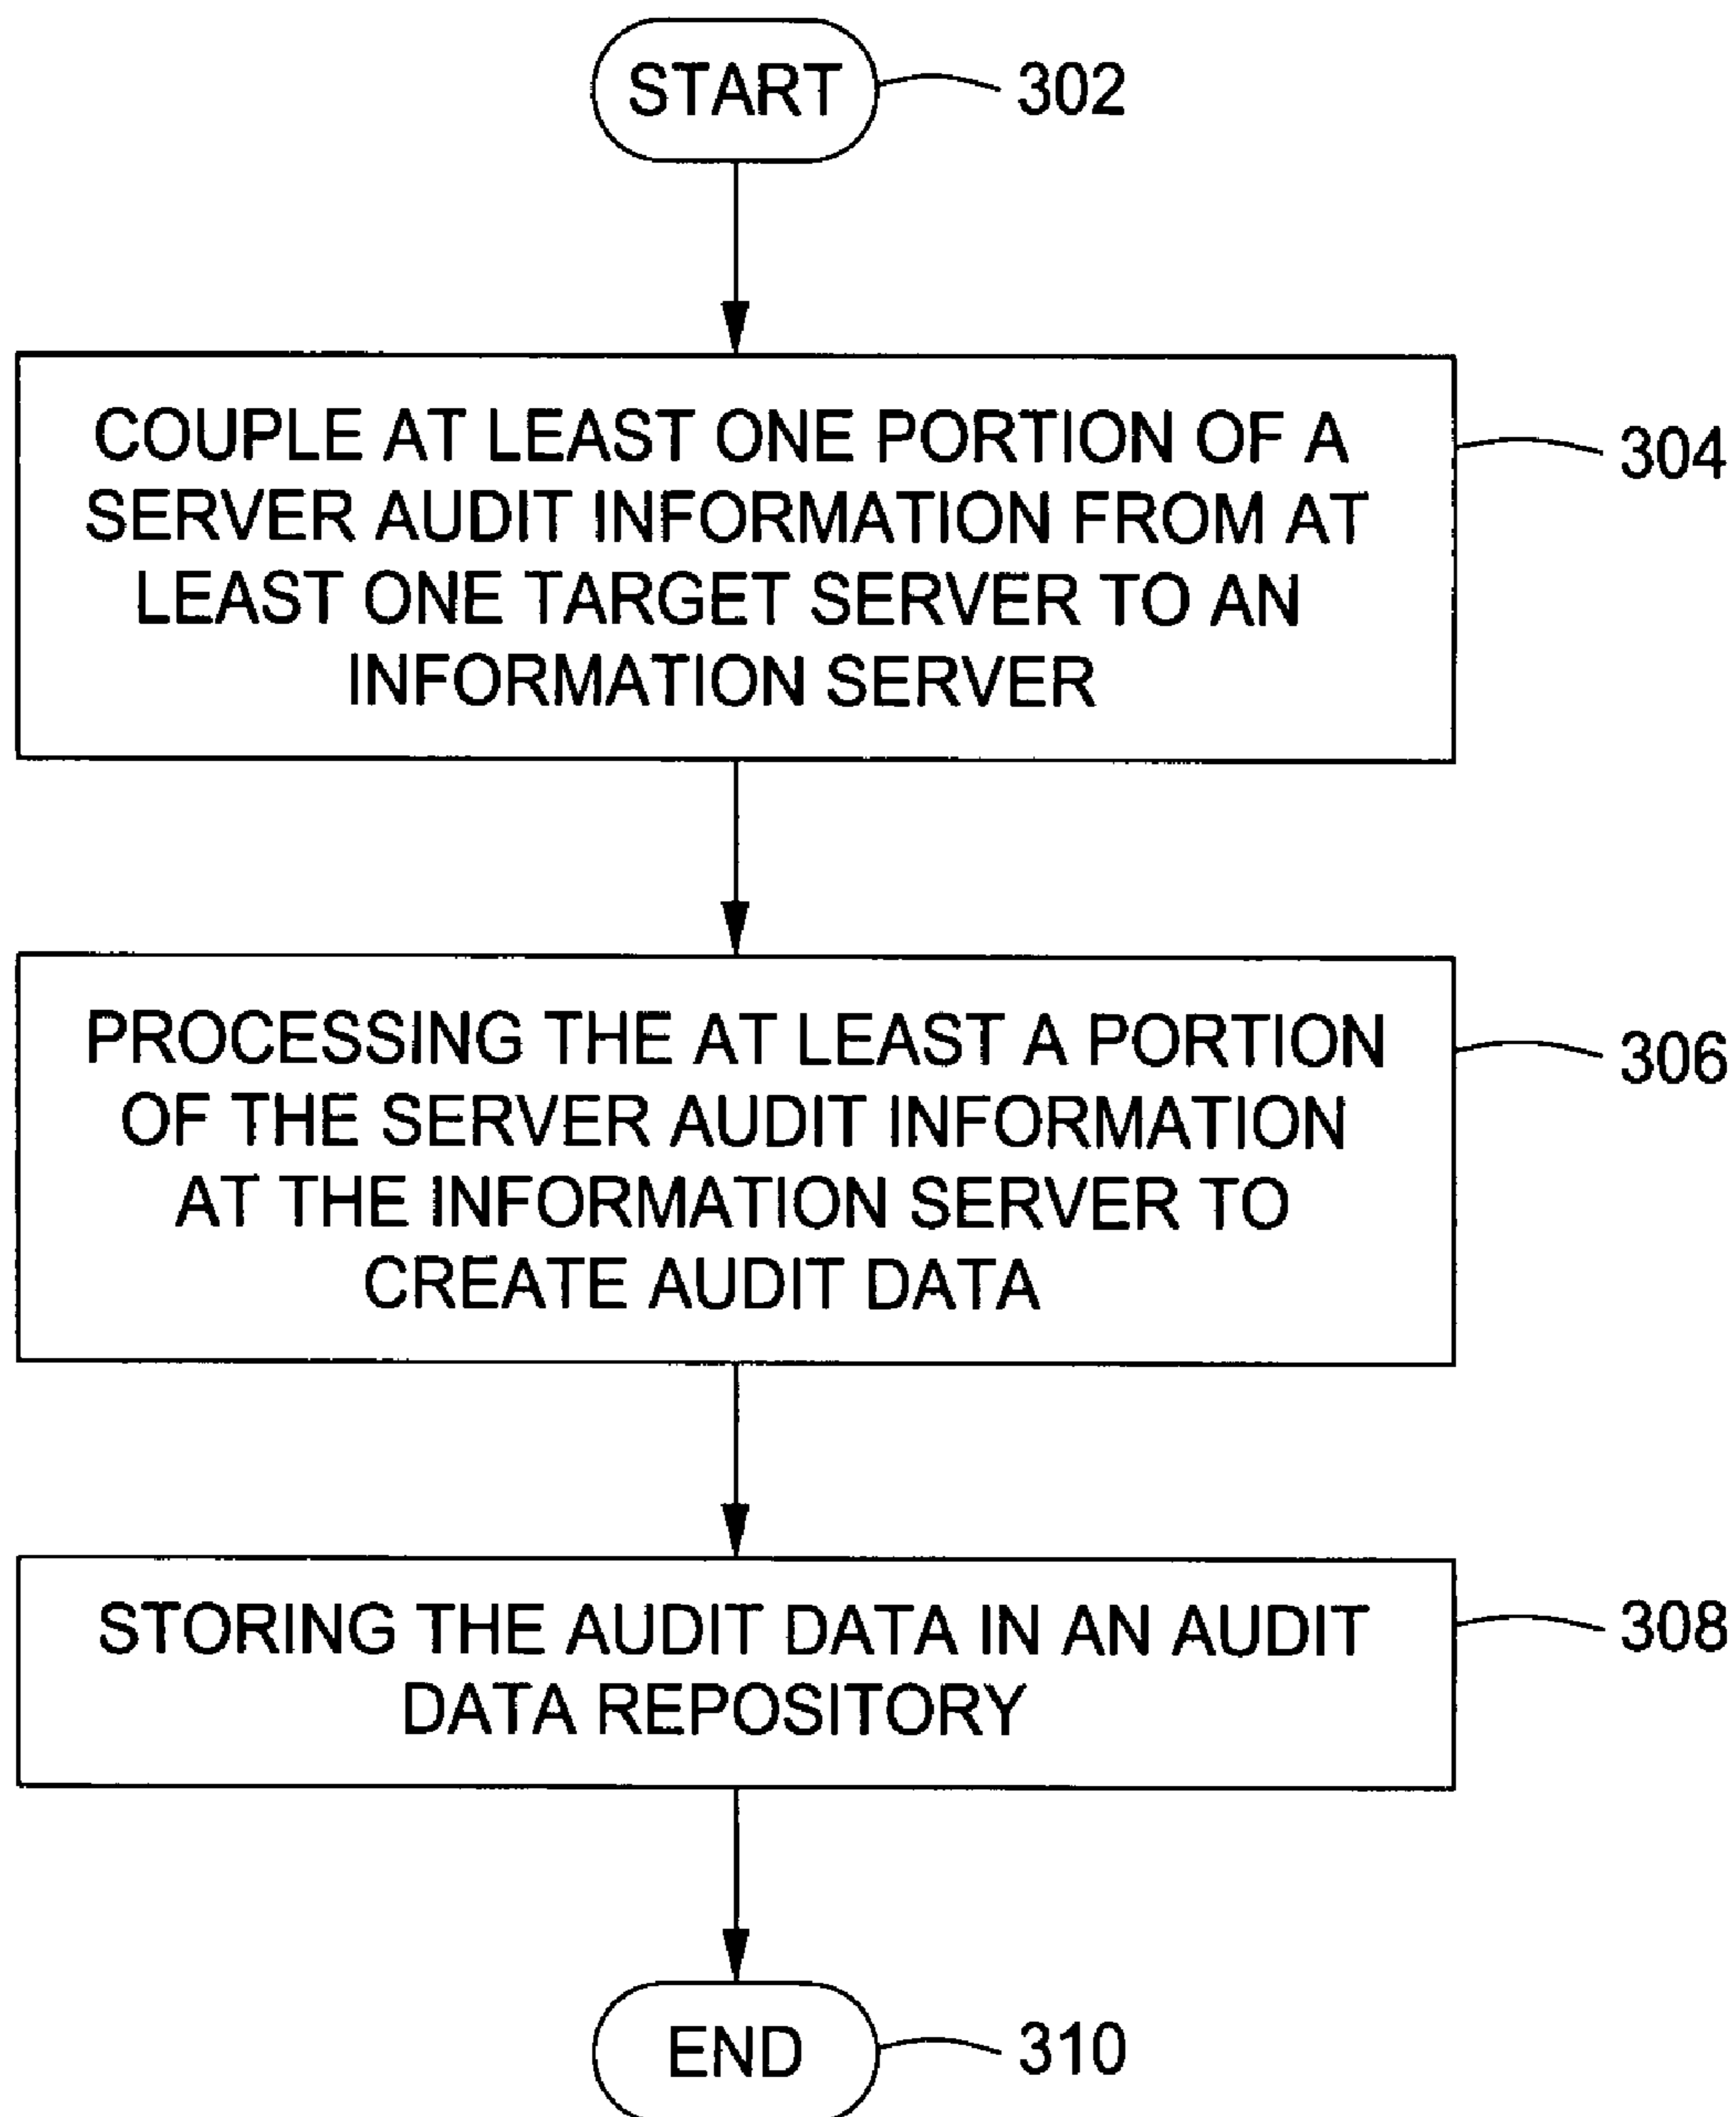 START
302
COUPLE AT LEAST ONE PORTION OF A
SERVER AUDIT INFORMATION FROM AT
LEAST ONE TARGET SERVER TO AN
INFORMATION SERVER
304
PROCESSING THE AT LEAST A PORTION
OF THE SERVER AUDIT INFORMATION
AT THE INFORMATION SERVER TO
CREATE AUDIT DATA
306
STORING THE AUDIT DATA IN AN AUDIT
DATA REPOSITORY
308
END
310